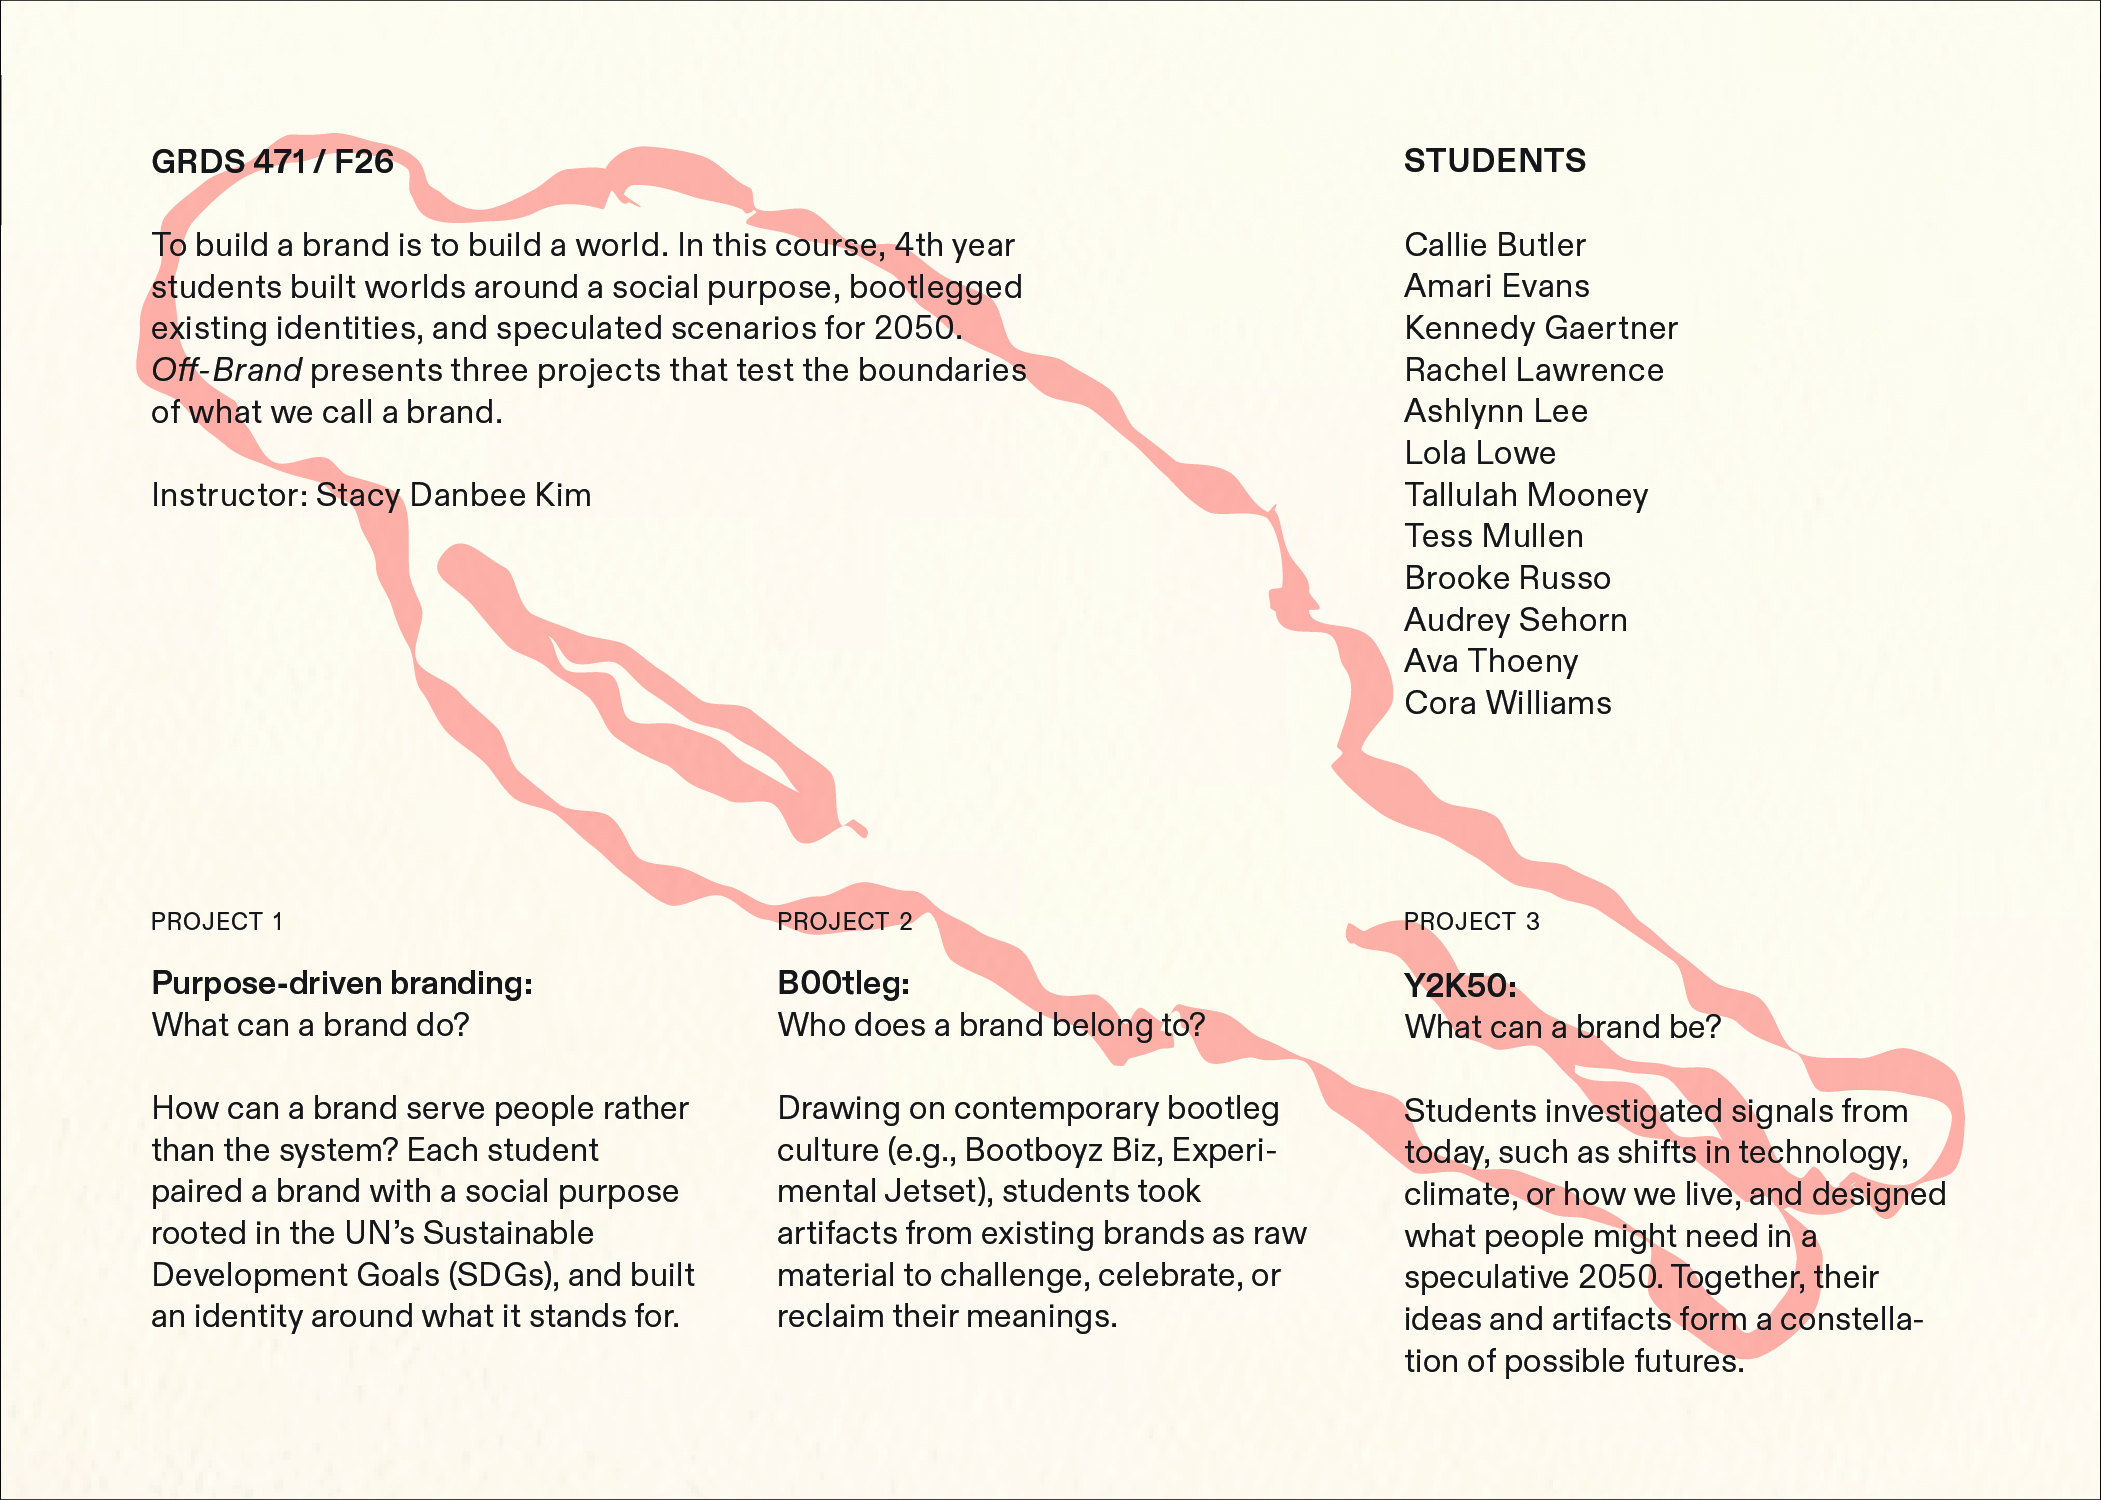 GRDS 471 / F26
To build a brand is to build a world. In this course, 4th year
students built worlds around a social purpose, bootlegged
existing identities, and speculated scenarios for 2050.
Off-Brand presents three projects that test the boundaries
of what we call a brand.
Instructor: Stacy Danbee Kim
STUDENTS
Callie Butler
Amari Evans
Kennedy Gaertner
Rachel Lawrence
Ashlynn Lee
Lola Lowe
Tallulah Mooney
Tess Mullen
Brooke Russo
Audrey Sehorn
Ava Thoeny
Cora Williams
PROJECT 1
Purpose-driven branding:
What can a brand do?
How can a brand serve people rather
than the system? Each student
paired a brand with a social purpose
rooted in the UN’s Sustainable
Development Goals (SDGs), and built
an identity around what it stands for.
PROJECT 2
B00tleg:
Who does a brand belong to?
Drawing on contemporary bootleg
culture (e.g., Bootboyz Biz, Experi-
mental Jetset), students took
artifacts from existing brands as raw
material to challenge, celebrate, or
reclaim their meanings.
PROJECT 3
Y2K50:
What can a brand be?
Students investigated signals from
today, such as shifts in technology,
climate, or how we live, and designed
what people might need in a
speculative 2050. Together, their
ideas and artifacts form a constella-
tion of possible futures.